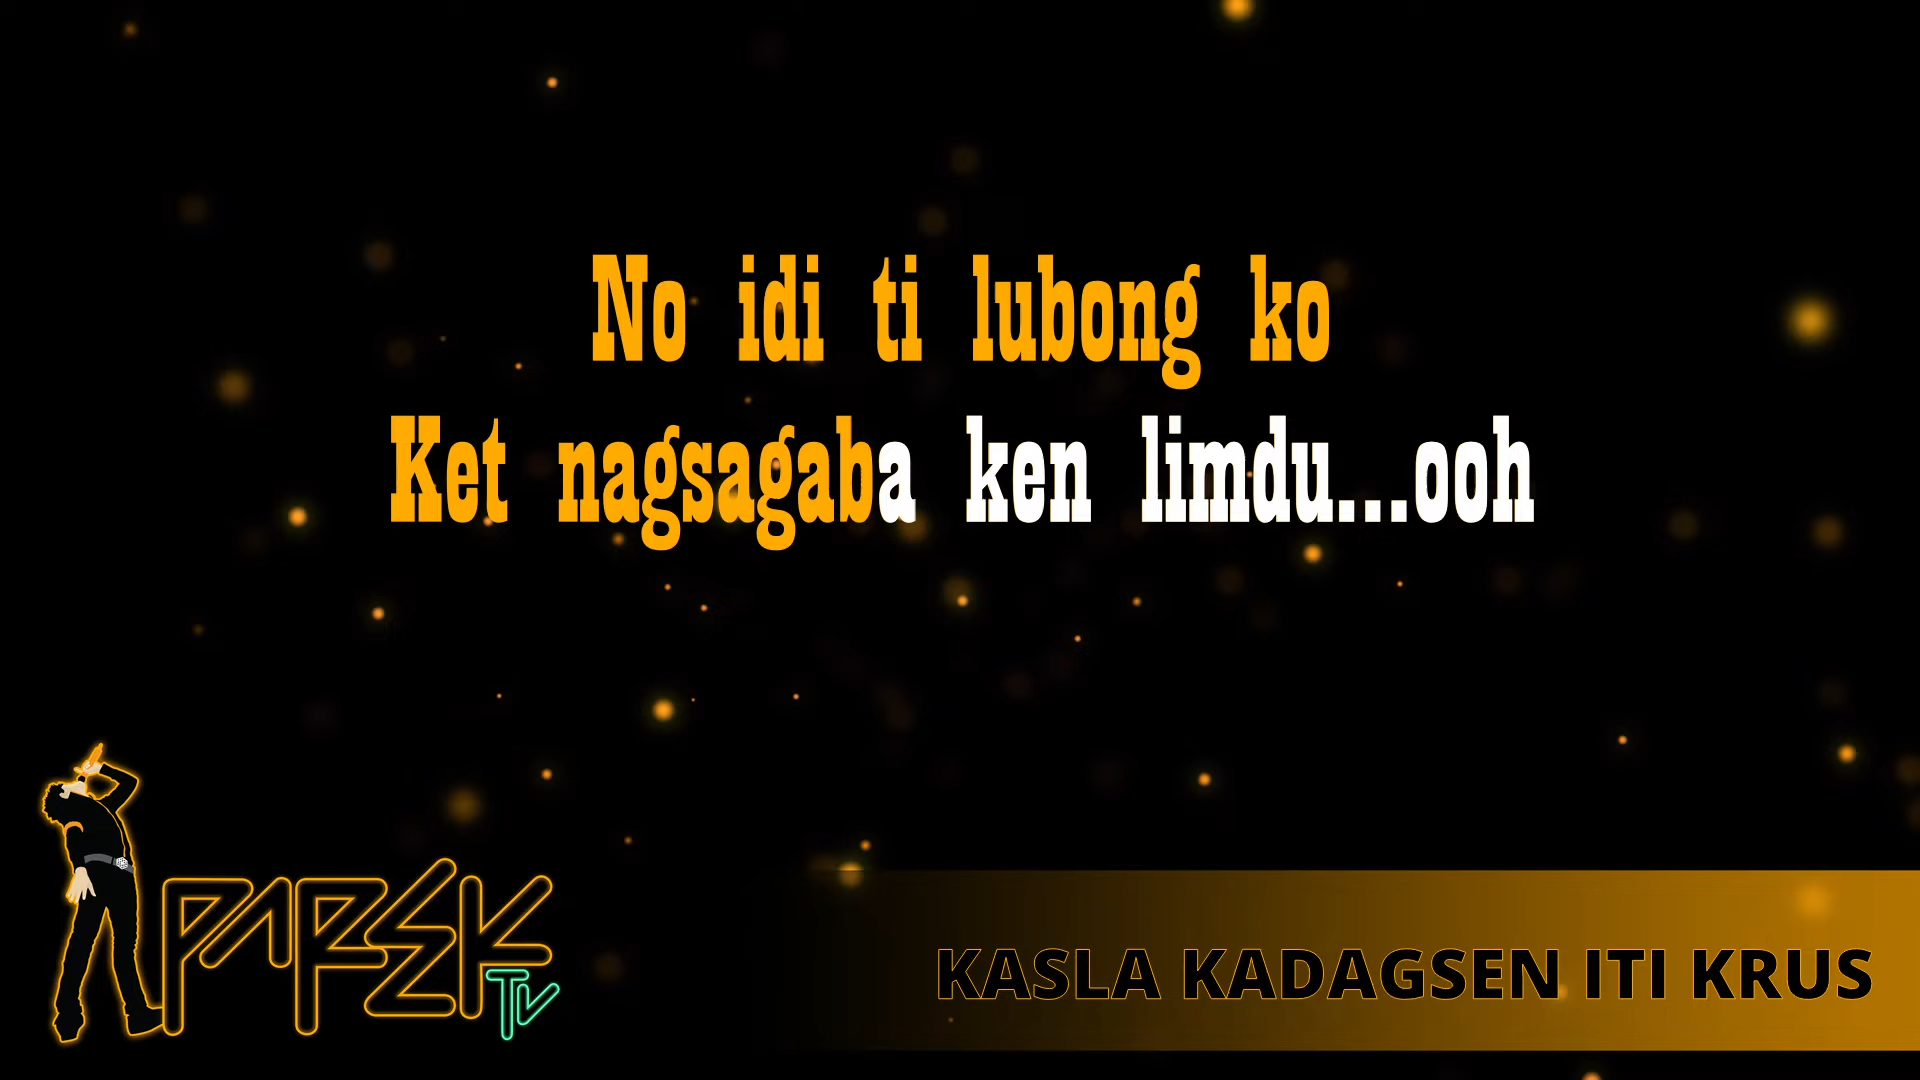 No idi ti lubong ko
Ket nagsagaba ken limdu...ooh
PAPEK TV
KASLA KADAGSEN ITI KRUS